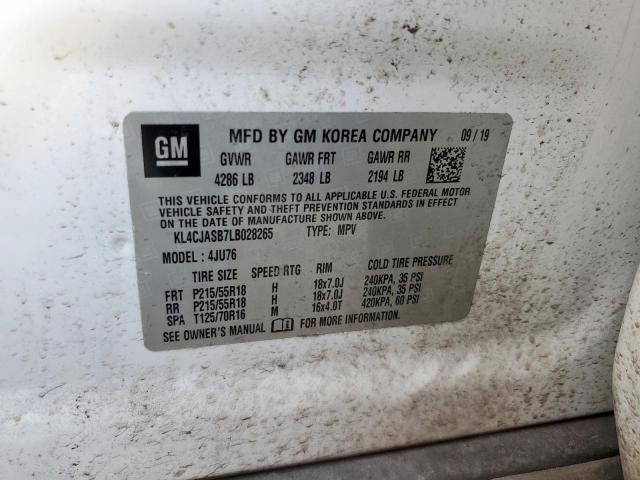 GM MFD BY GM KOREA COMPANY 09 / 19
GVWR GAWR FRT GAWR RR
4286 LB 2348 LB 2194 LB
THIS VEHICLE CONFORMS TO ALL APPLICABLE U.S. FEDERAL MOTOR
VEHICLE SAFETY AND THEFT PREVENTION STANDARDS IN EFFECT
ON THE DATE OF MANUFACTURE SHOWN ABOVE.
KL4CJASB7LB028265 TYPE: MPV
MODEL : 4JU76
TIRE SIZE SPEED RTG RIM COLD TIRE PRESSURE
FRT P215/55R18 H 18x7.0J 240KPA, 35 PSI
RR P215/55R18 H 18x7.0J 240KPA, 35 PSI
SPA T125/70R16 M 16x4.0T 420KPA, 60 PSI
SEE OWNER'S MANUAL FOR MORE INFORMATION.